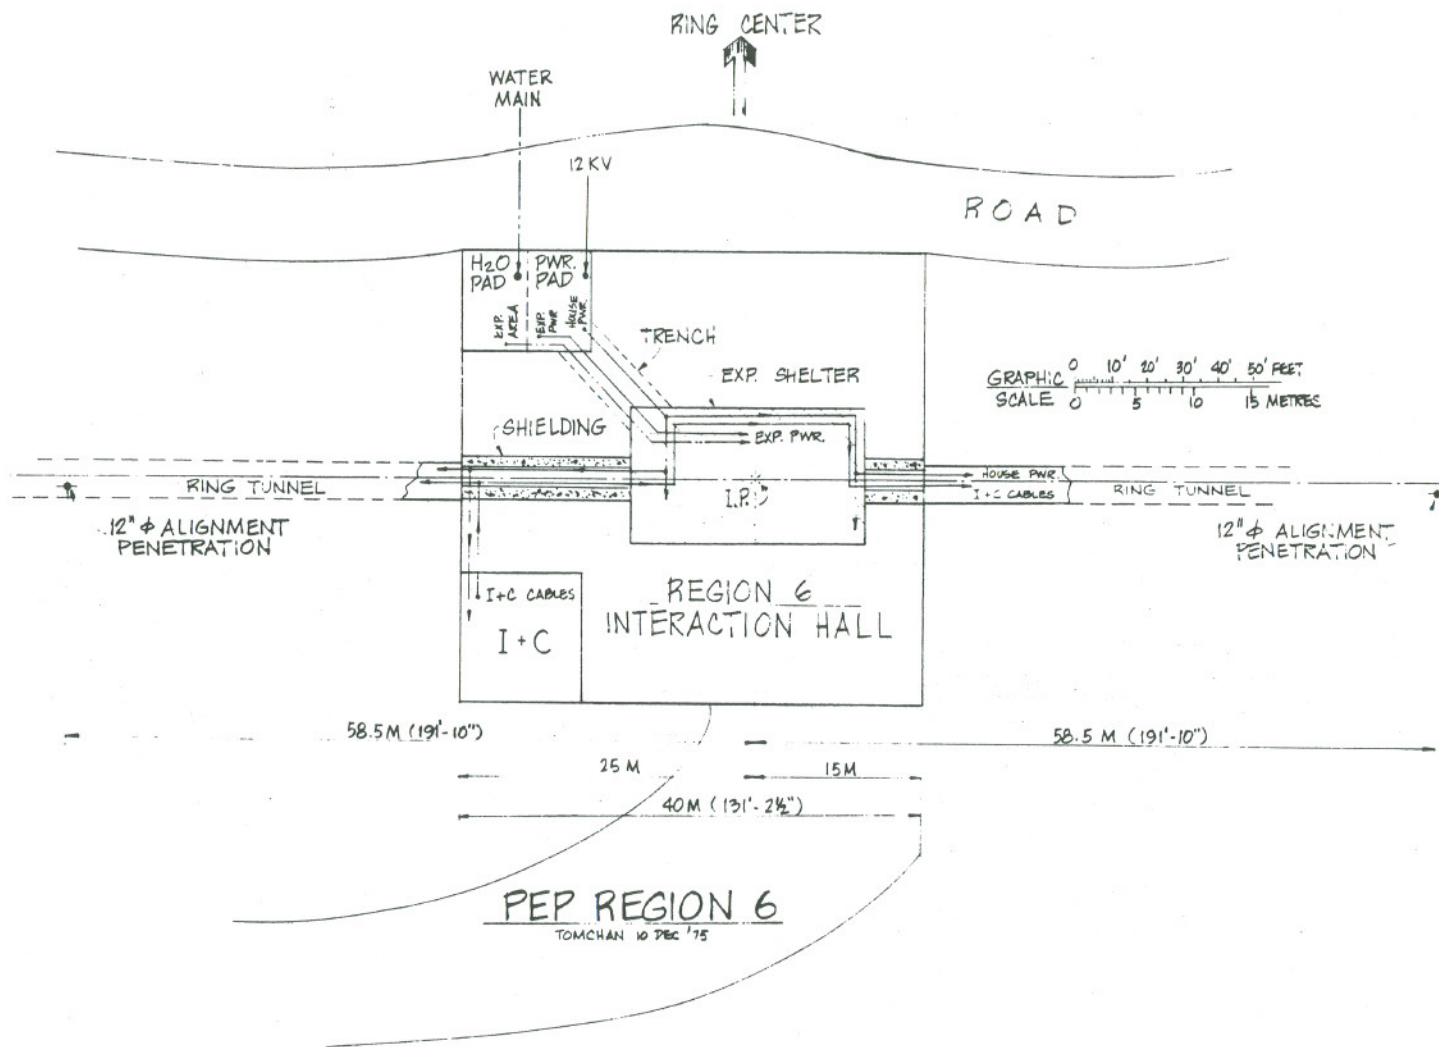 RING CENTER
WATER
MAIN
12 KV
ROAD
H2O
PAD
PWR.
PAD
EXP.
AREA
EXP.
PWR
HOUSE
PWR.
TRENCH
EXP. SHELTER
GRAPHIC
SCALE
0 10' 20' 30' 40' 50' FEET
0 5 10 15 METRES
SHIELDING
EXP. PWR.
HOUSE PWR.
RING TUNNEL
I.P.
I+C CABLES
RING TUNNEL
12" ϕ ALIGNMENT
PENETRATION
12" ϕ ALIGNMENT
PENETRATION
I+C CABLES
I+C
REGION 6
INTERACTION HALL
58.5 M (191'-10")
58.5 M (191'-10")
25 M
15M
40M (131'-2½")
PEP REGION 6
TOMCHAN 10 DEC '75